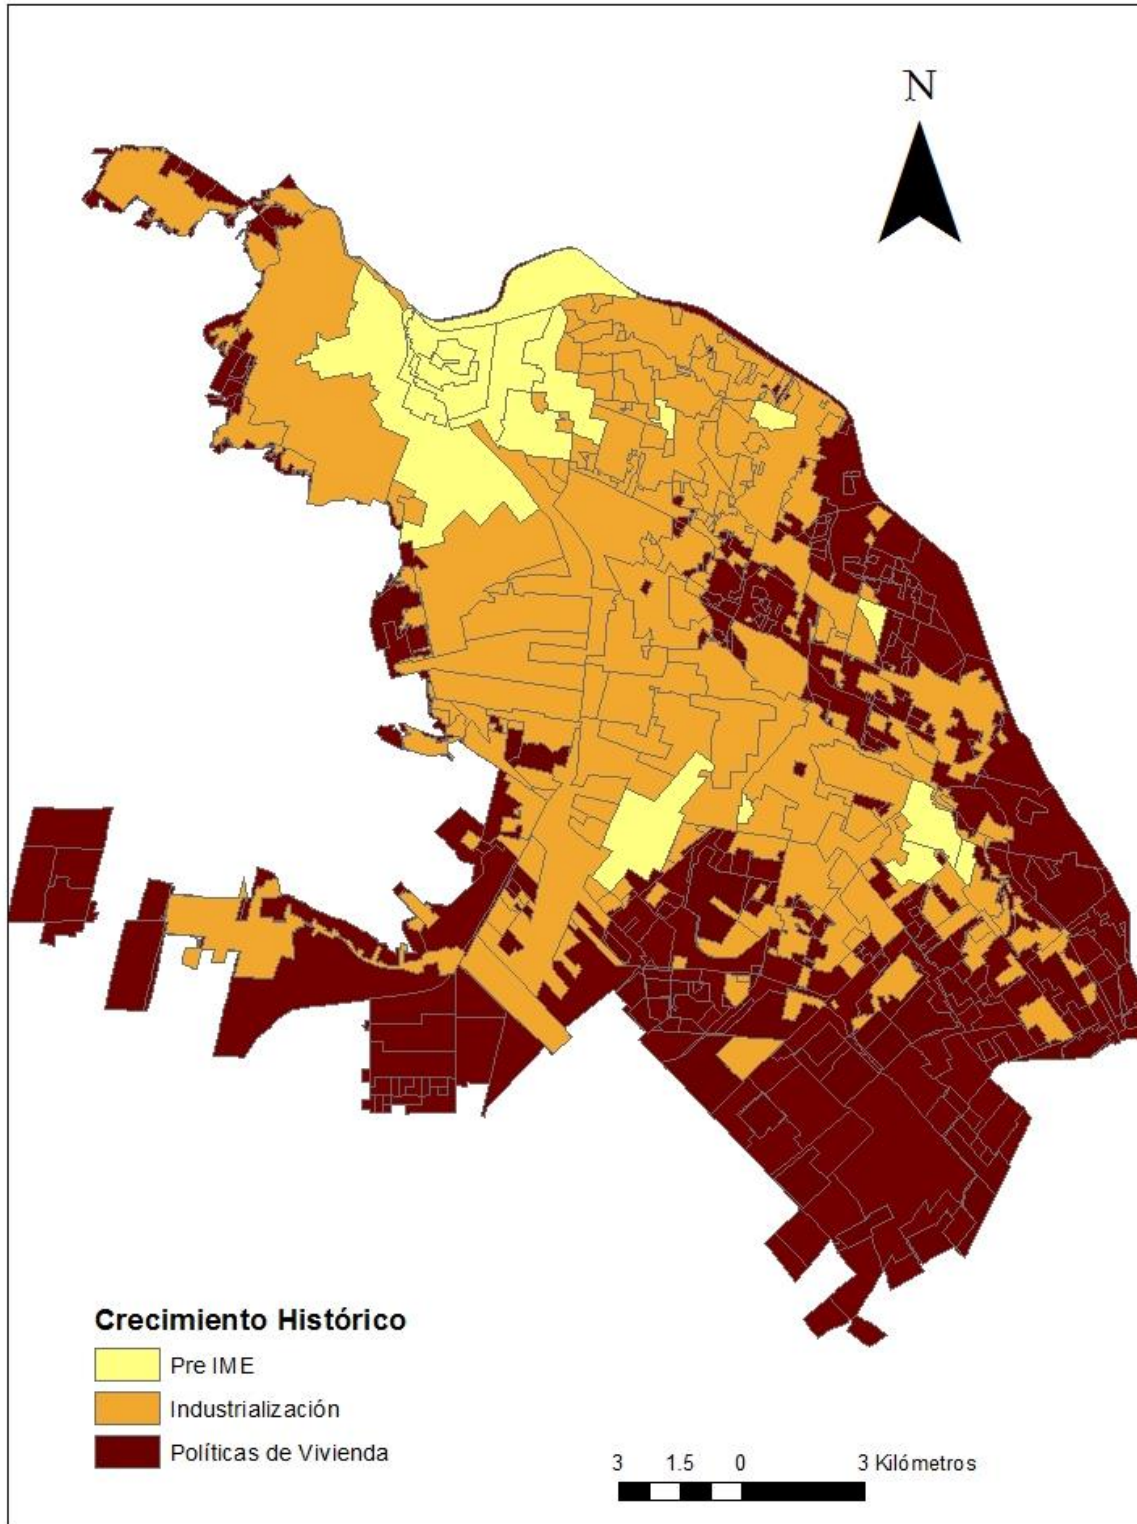 N
Crecimiento Histórico
Pre IME
Industrialización
Políticas de Vivienda
3 1.5 0 3 Kilómetros